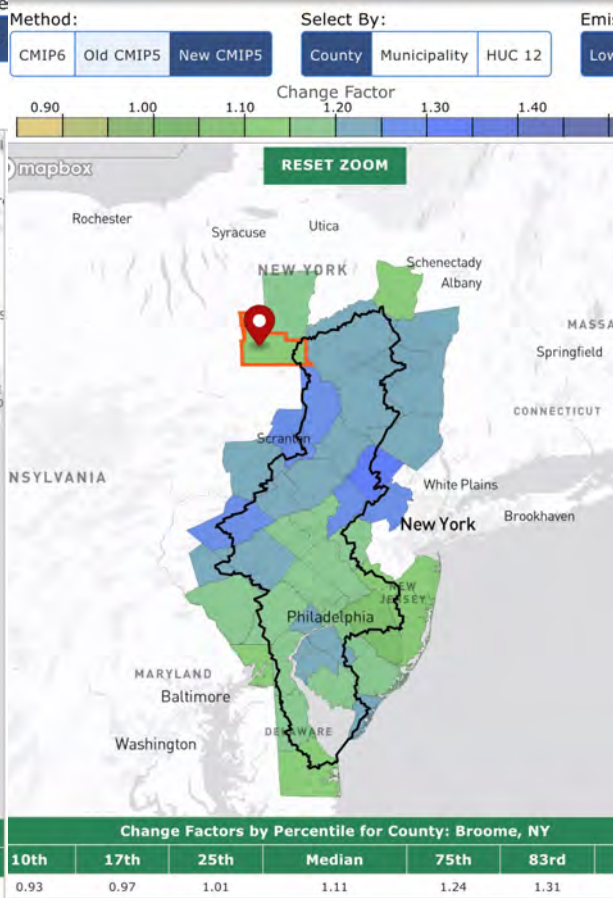 Method:
Select By:
CMIP6
Old CMIP5
New CMIP5
County
Municipality
HUC 12
Change Factor
0.90
1.00
1.10
1.20
1.30
1.40
mapbox
RESET ZOOM
Rochester
Syracuse
Utica
NEW YORK
Schenectady
Albany
MASSA
Springfield
CONNECTICUT
Scranton
NSYLVANIA
White Plains
New York
Brookhaven
NEW
JERSEY
Philadelphia
MARYLAND
Baltimore
Washington
DELAWARE
Change Factors by Percentile for County: Broome, NY
10th
17th
25th
Median
75th
83rd
0.93
0.97
1.01
1.11
1.24
1.31